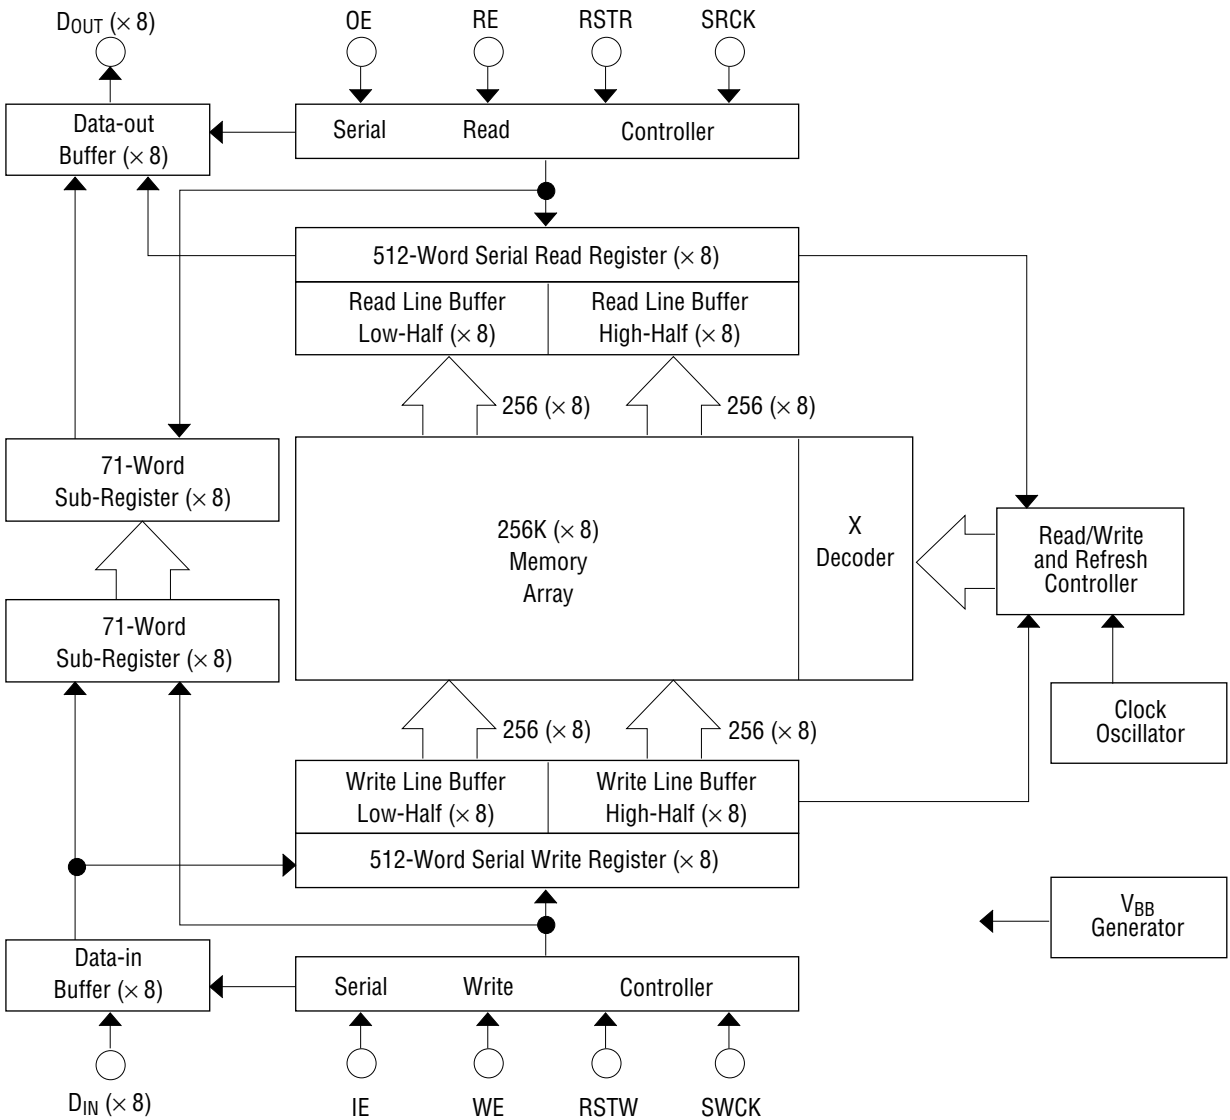 D_OUT (× 8)
OE
RE
RSTR
SRCK
Data-out
Buffer (× 8)
Serial Read Controller
512-Word Serial Read Register (× 8)
Read Line Buffer
Low-Half (× 8)
Read Line Buffer
High-Half (× 8)
256 (× 8)
256 (× 8)
71-Word
Sub-Register (× 8)
256K (× 8)
Memory
Array
X
Decoder
Read/Write
and Refresh
Controller
71-Word
Sub-Register (× 8)
Clock
Oscillator
256 (× 8)
256 (× 8)
Write Line Buffer
Low-Half (× 8)
Write Line Buffer
High-Half (× 8)
512-Word Serial Write Register (× 8)
V_BB
Generator
Data-in
Buffer (× 8)
Serial Write Controller
D_IN (× 8)
IE
WE
RSTW
SWCK